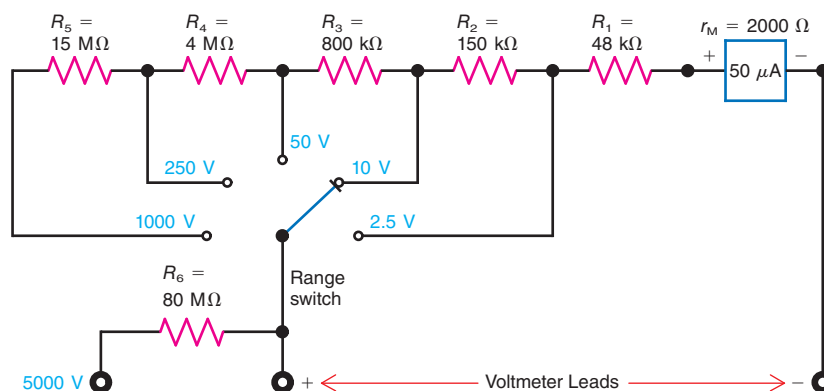 R5 =
15 MΩ
R4 =
4 MΩ
R3 =
800 kΩ
R2 =
150 kΩ
R1 =
48 kΩ
rM = 2000 Ω
+
50 μA
−
50 V
250 V
10 V
1000 V
2.5 V
R6 =
80 MΩ
Range
switch
5000 V
+
Voltmeter Leads
−